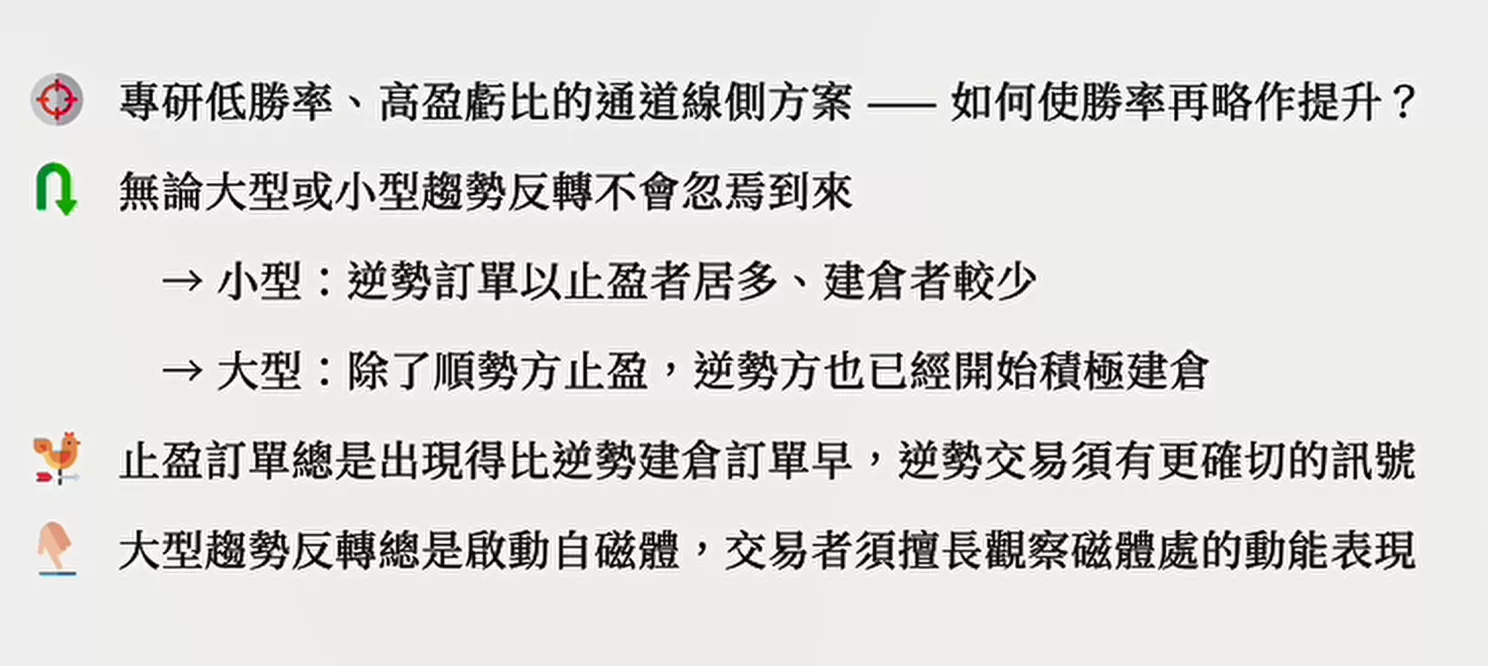 專研低勝率、高盈虧比的通道線側方案 —— 如何使勝率再略作提升？
無論大型或小型趨勢反轉不會忽焉到來
→ 小型：逆勢訂單以止盈者居多、建倉者較少
→ 大型：除了順勢方止盈，逆勢方也已經開始積極建倉
止盈訂單總是出現得比逆勢建倉訂單早，逆勢交易須有更確切的訊號
大型趨勢反轉總是啟動自磁體，交易者須擅長觀察磁體處的動能表現